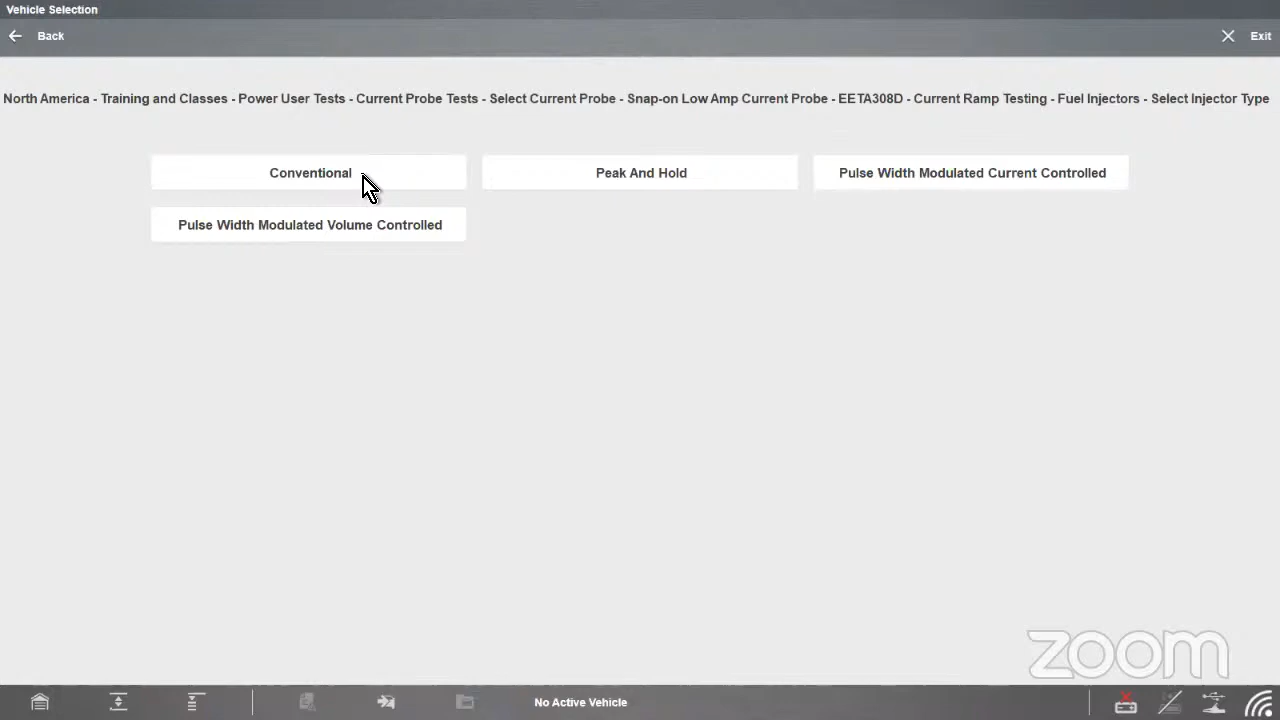 Vehicle Selection
Back
Exit
North America - Training and Classes - Power User Tests - Current Probe Tests - Select Current Probe - Snap-on Low Amp Current Probe - EETA308D - Current Ramp Testing - Fuel Injectors - Select Injector Type
Conventional
Peak And Hold
Pulse Width Modulated Current Controlled
Pulse Width Modulated Volume Controlled
zoom
No Active Vehicle